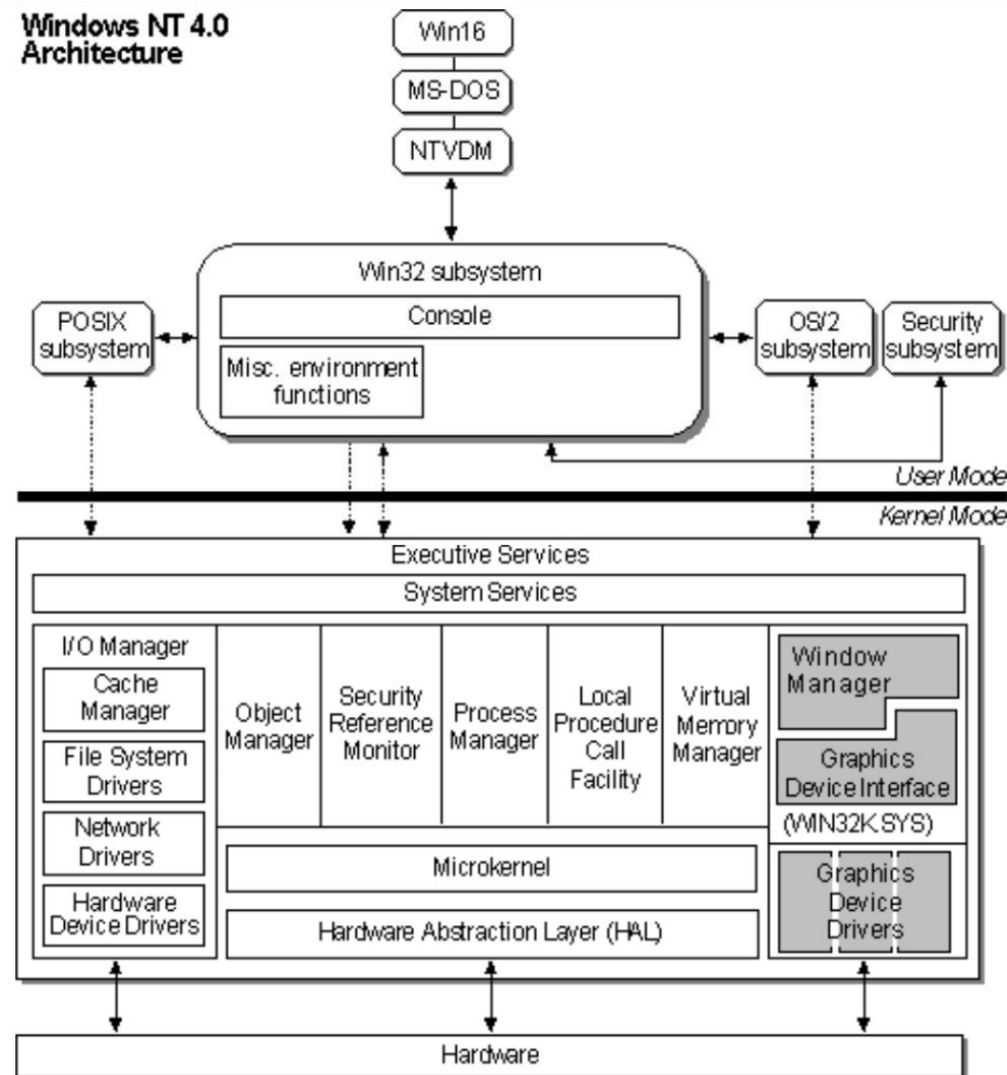 Windows NT 4.0
Architecture
Win16
MS-DOS
NTVDM
Win32 subsystem
Console
Misc. environment
functions
POSIX
subsystem
OS/2
subsystem
Security
subsystem
User Mode
Kernel Mode
Executive Services
System Services
I/O Manager
Cache
Manager
File System
Drivers
Network
Drivers
Hardware
Device Drivers
Object
Manager
Security
Reference
Monitor
Process
Manager
Local
Procedure
Call
Facility
Virtual
Memory
Manager
Window
Manager
Graphics
Device Interface
(WIN32K.SYS)
Graphics
Device
Drivers
Microkernel
Hardware Abstraction Layer (HAL)
Hardware